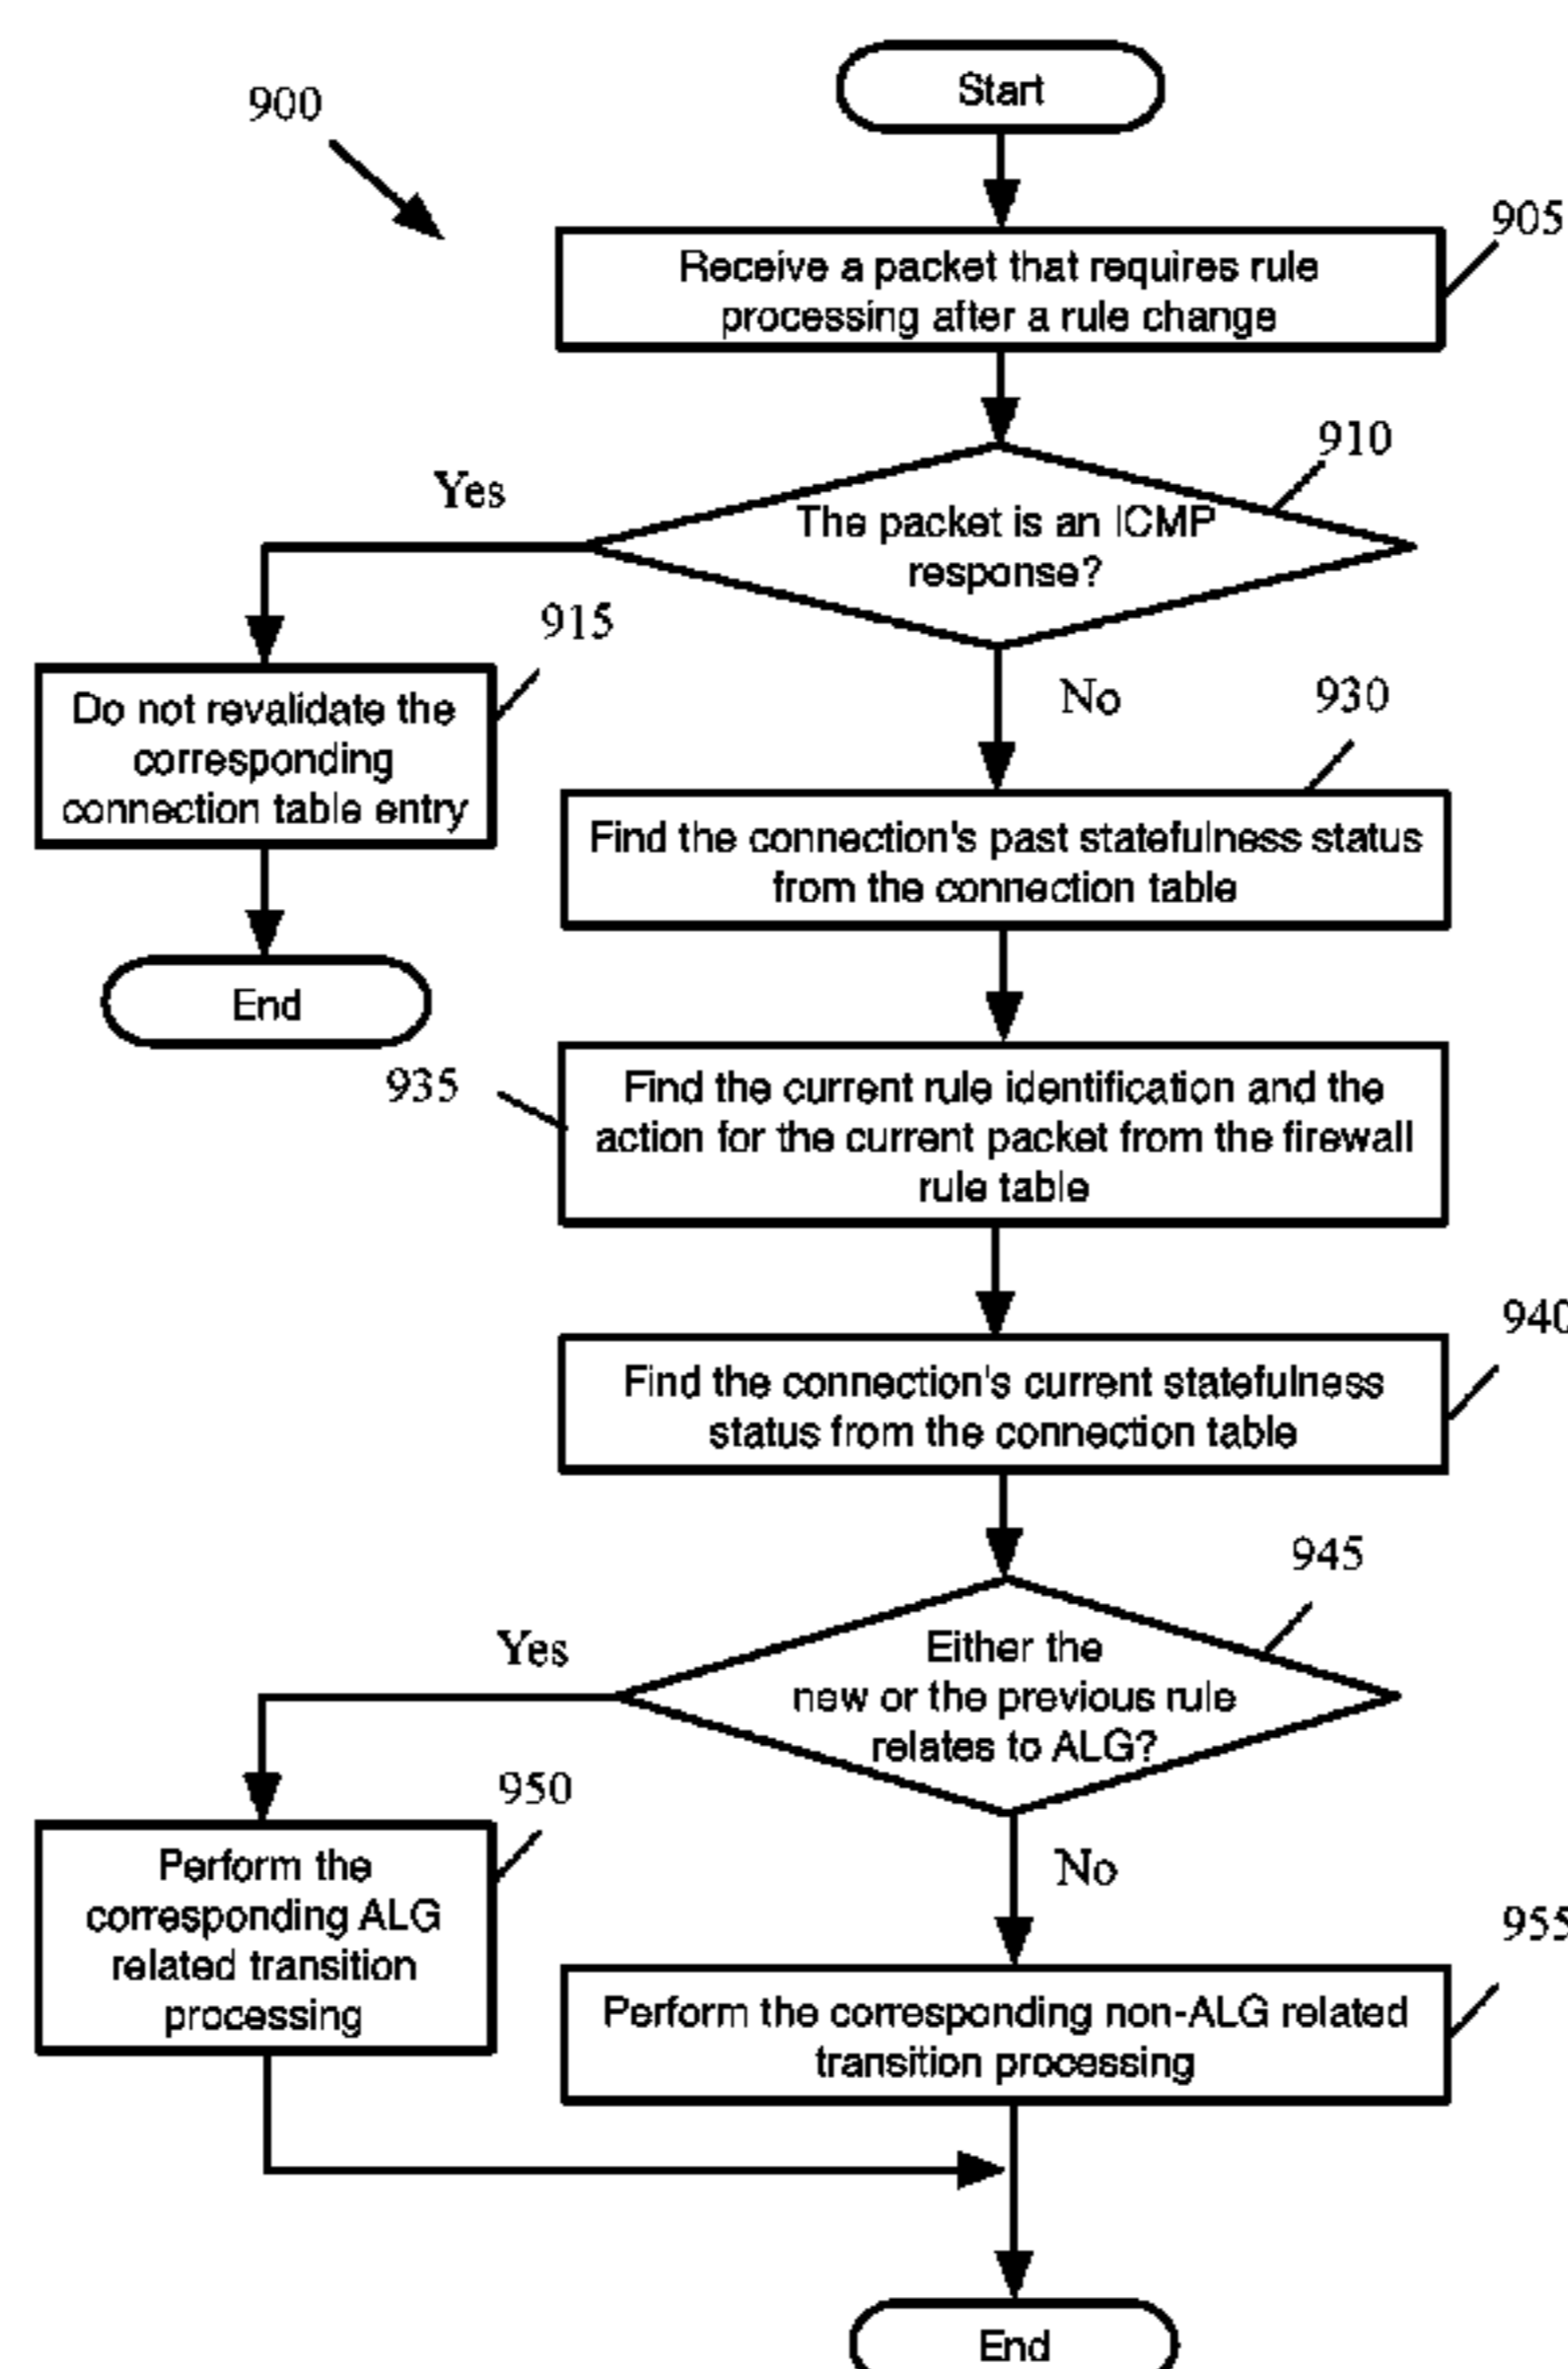 Start
900
905
Receive a packet that requires rule
processing after a rule change
910
Yes
The packet is an ICMP
response?
915
No
930
Do not revalidate the
corresponding
connection table entry
Find the connection's past statefulness status
from the connection table
End
935
Find the current rule identification and the
action for the current packet from the firewall
rule table
940
Find the connection's current statefulness
status from the connection table
945
Yes
Either the
new or the previous rule
relates to ALG?
950
No
Perform the
corresponding ALG
related transition
processing
955
Perform the corresponding non-ALG related
transition processing
End